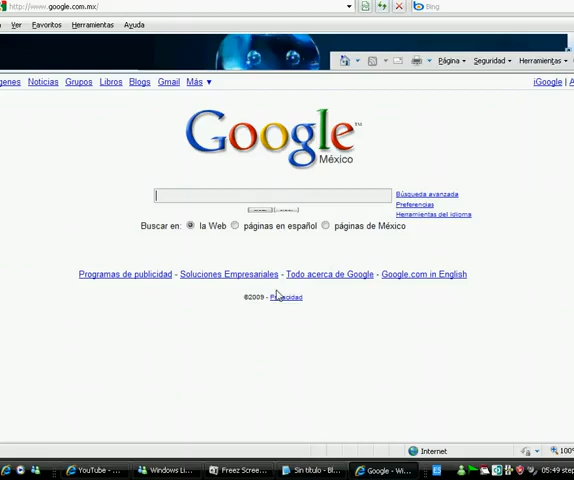 http://www.google.com.mx/
Bing
Ver Favoritos Herramientas Ayuda
Página Seguridad Herramientas
genes Noticias Grupos Libros Blogs Gmail Más ▼ iGoogle | A
Google™
México
Búsqueda avanzada
Preferencias
Herramientas del idioma
Buscar en: la Web páginas en español páginas de México
Programas de publicidad - Soluciones Empresariales - Todo acerca de Google - Google.com in English
©2009 - Privacidad
Internet 100%
YouTube - ... Windows Li... Freez Scree... Sin título - Bl... Google - Wi... ES 05:49 step